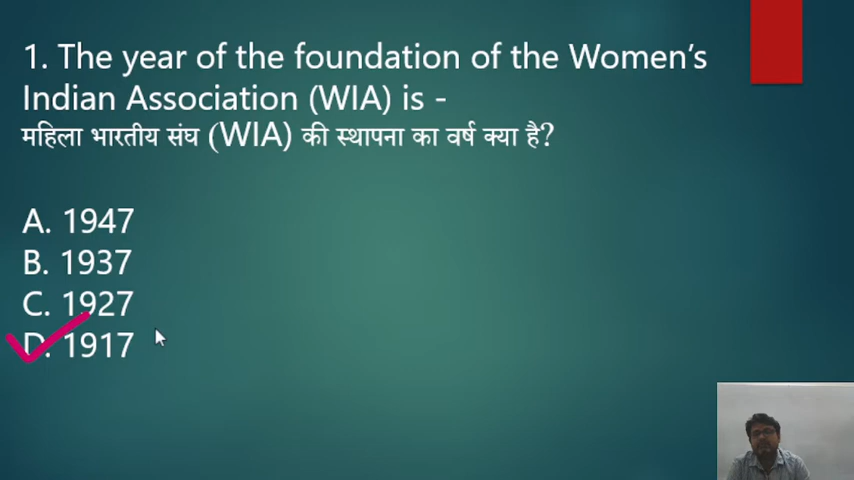 1. The year of the foundation of the Women's
Indian Association (WIA) is -
महिला भारतीय संघ (WIA) की स्थापना का वर्ष क्या है?
A. 1947
B. 1937
C. 1927
D. 1917